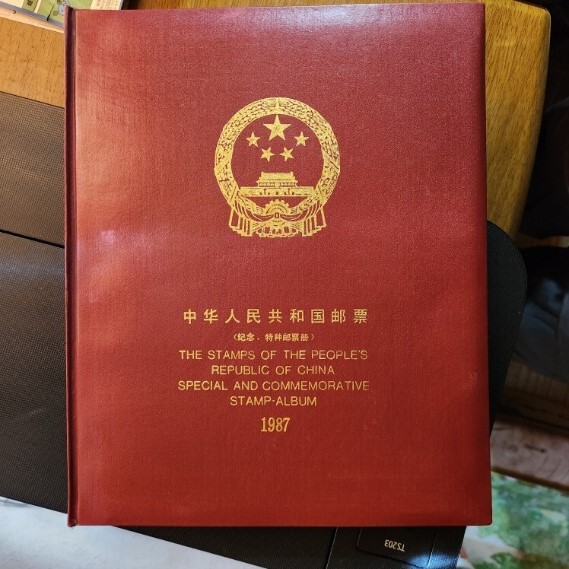 中华人民共和国邮票
（纪念、特种邮票册）
THE STAMPS OF THE PEOPLE'S
REPUBLIC OF CHINA
SPECIAL AND COMMEMORATIVE
STAMP-ALBUM
1987
TS203